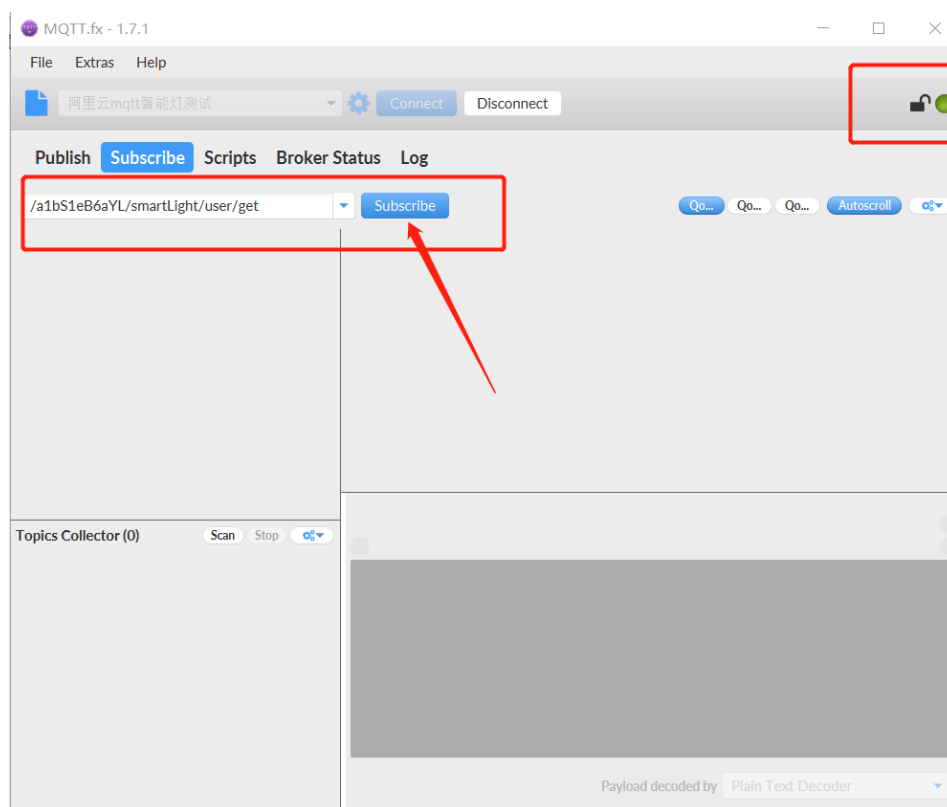 MQTT.fx - 1.7.1
File Extras Help
阿里云mqtt智能灯测试 Connect Disconnect
Publish Subscribe Scripts Broker Status Log
/a1bS1eB6aYL/smartLight/user/get Subscribe Qo... Qo... Qo... Autoscroll
Topics Collector (0) Scan Stop
Payload decoded by Plain Text Decoder